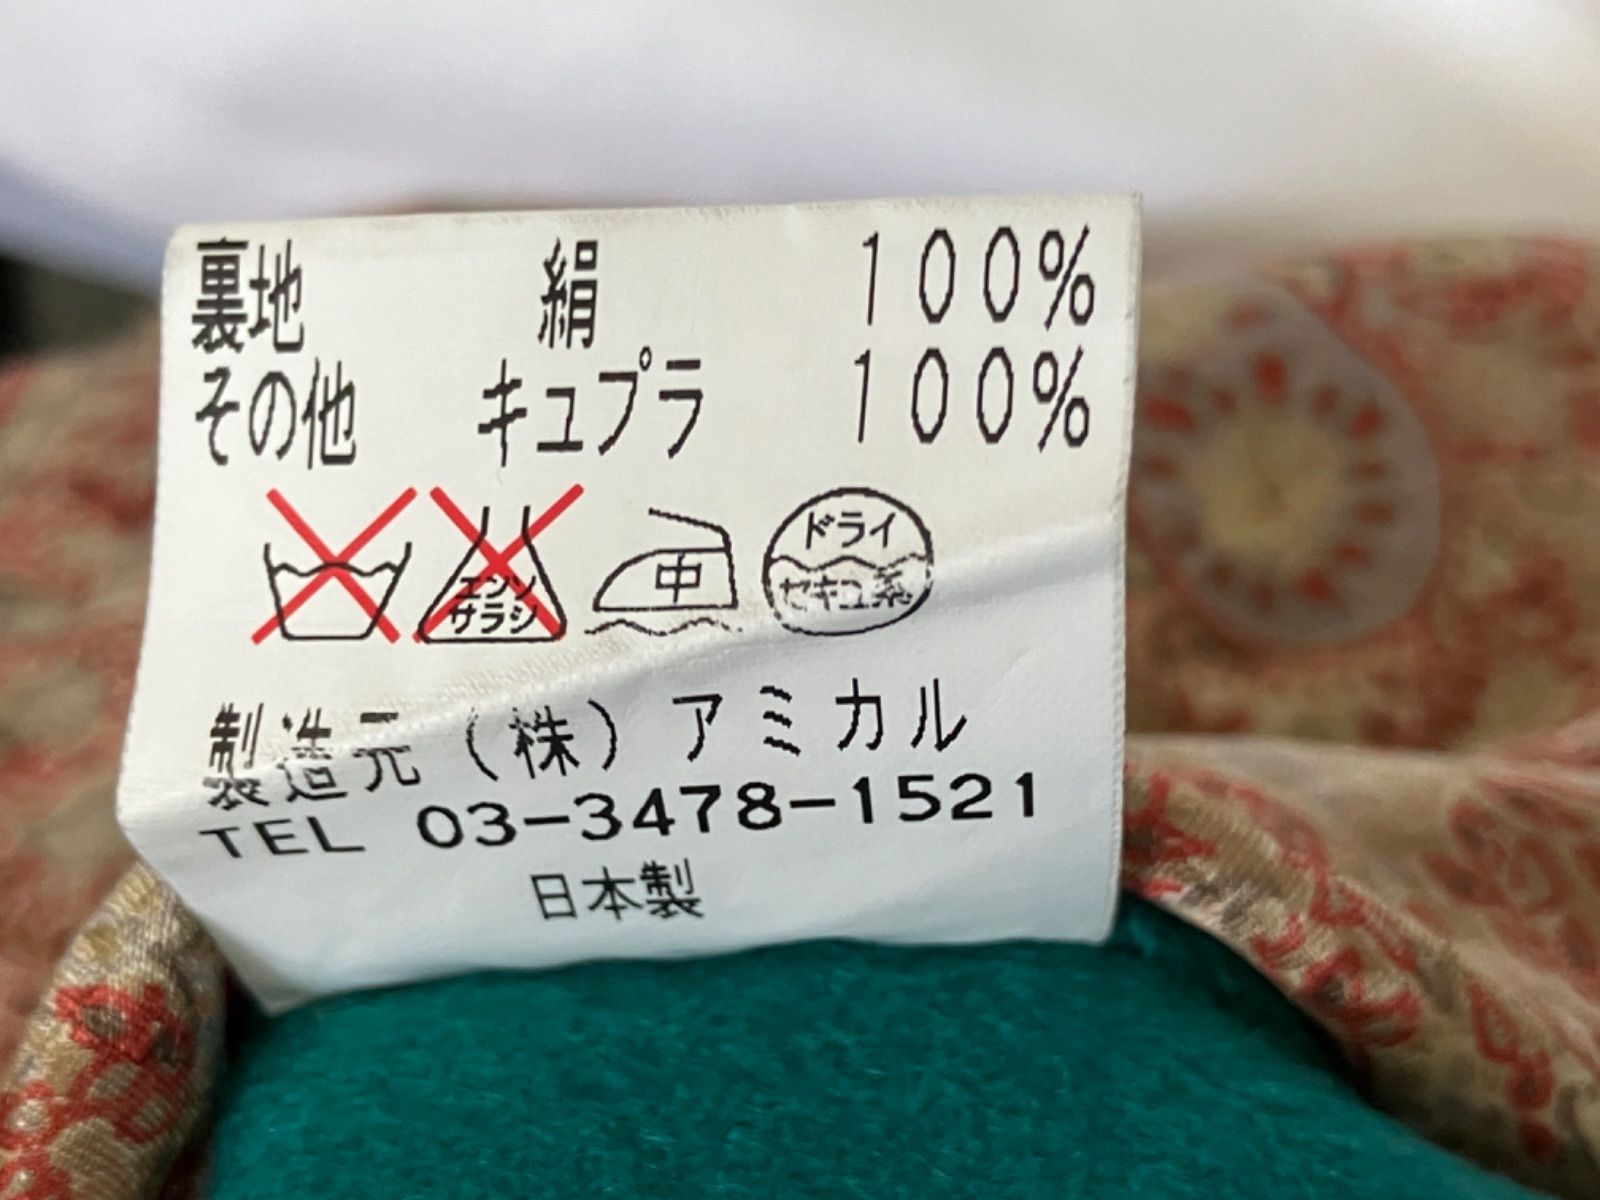 裏地 絹 100%
その他 キュプラ 100%
エンソ
サラシ
中
ドライ
セキユ系
製造元 (株) アミカル
TEL 03-3478-1521
日本製